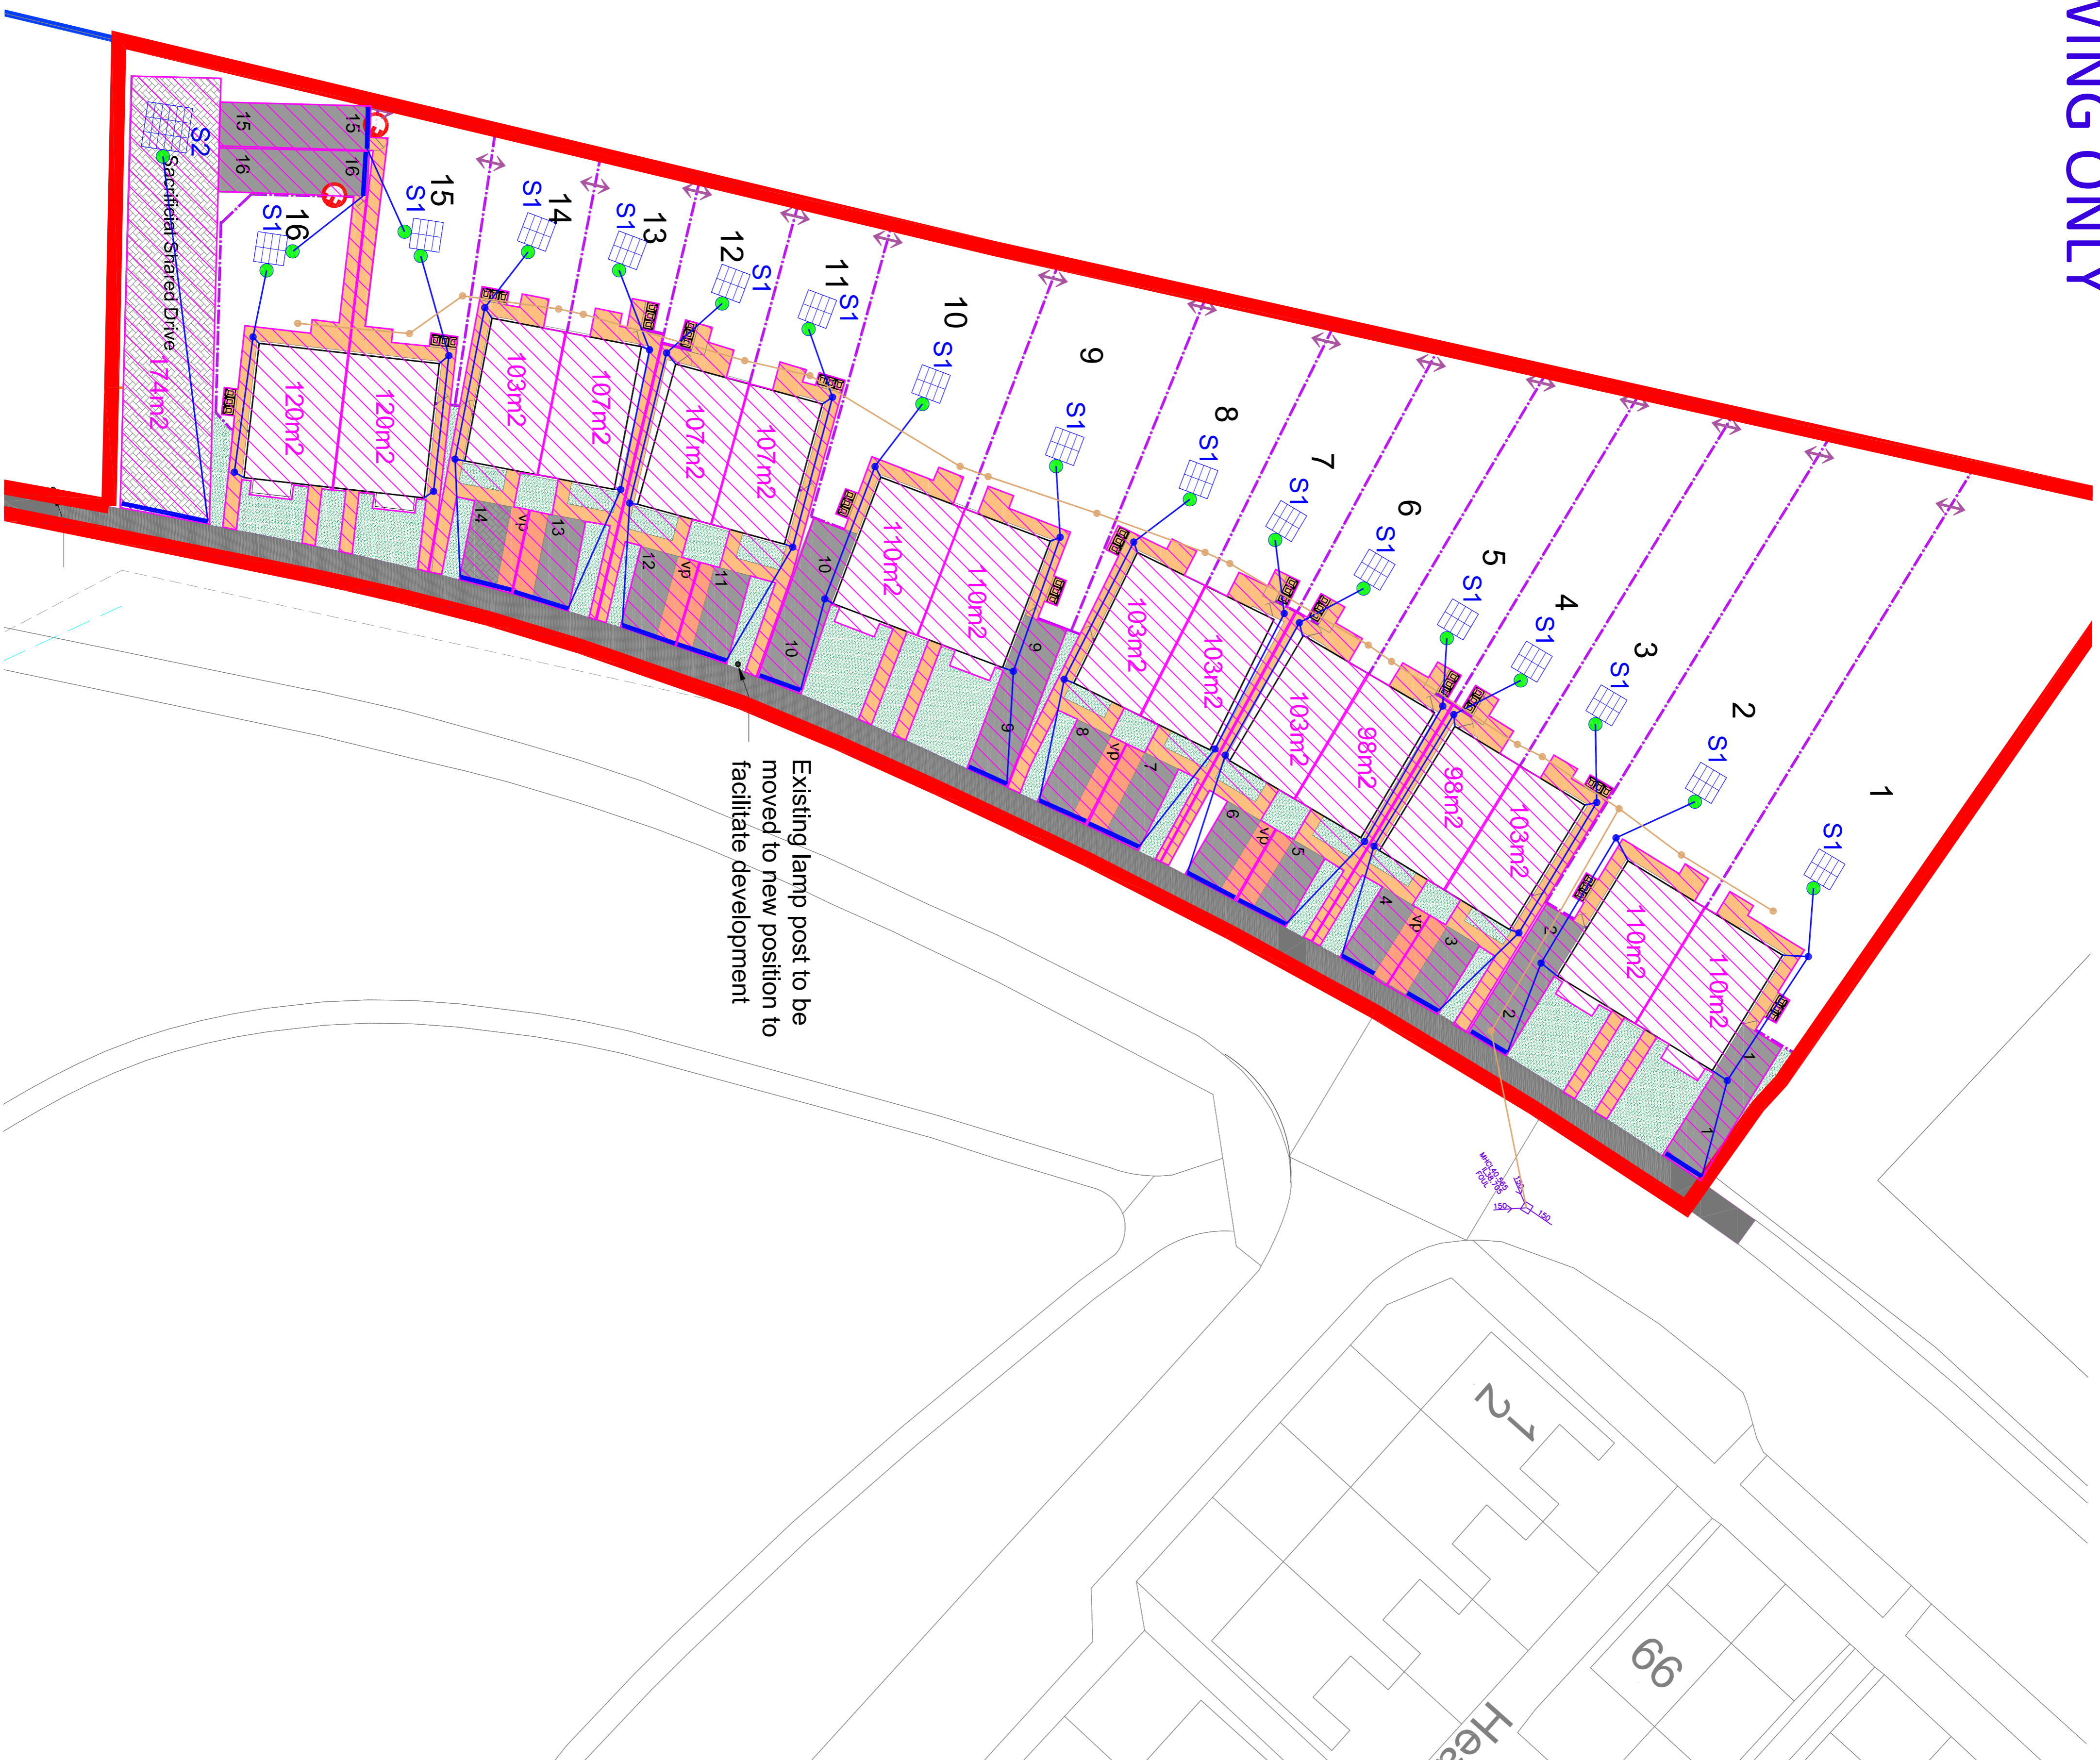 WING ONLY
1
S1
2
S1
3
S1
4
S1
5
S1
6
S1
7
S1
8
S1
9
S1
10
S1
11
S1
12
S1
13
S1
14
S1
15
S1
16
S1
S2
15
15
16
16
Sacrificial Shared Drive
174m2
120m2
120m2
103m2
107m2
107m2
107m2
110m2
110m2
103m2
103m2
103m2
98m2
98m2
103m2
110m2
110m2
14
vp
13
12
vp
11
10
10
9
9
8
vp
7
6
vp
5
4
vp
3
2
2
1
1
Existing lamp post to be
moved to new position to
facilitate development
FOUL
150
150
150
1-2
99
Hea